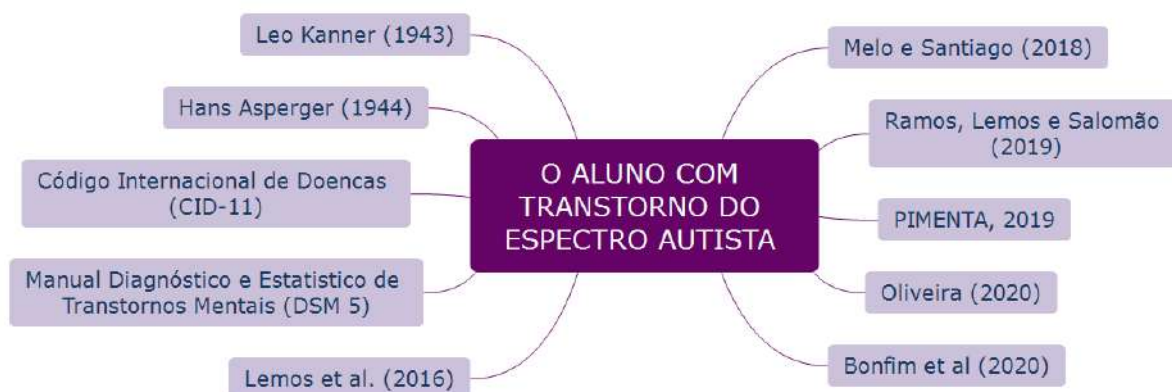 Leo Kanner (1943)
Hans Asperger (1944)
Código Internacional de Doencas
(CID-11)
Manual Diagnóstico e Estatistico de
Transtornos Mentais (DSM 5)
Lemos et al. (2016)
O ALUNO COM
TRANSTORNO DO
ESPECTRO AUTISTA
Melo e Santiago (2018)
Ramos, Lemos e Salomão
(2019)
PIMENTA, 2019
Oliveira (2020)
Bonfim et al (2020)